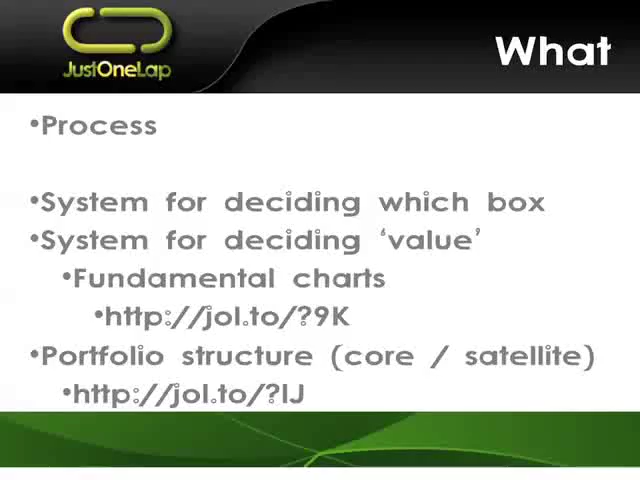 JustOneLap
What
•Process
•System for deciding which box
•System for deciding ‘value’
•Fundamental charts
•http://jol.to/?9K
•Portfolio structure (core / satellite)
•http://jol.to/?IJ